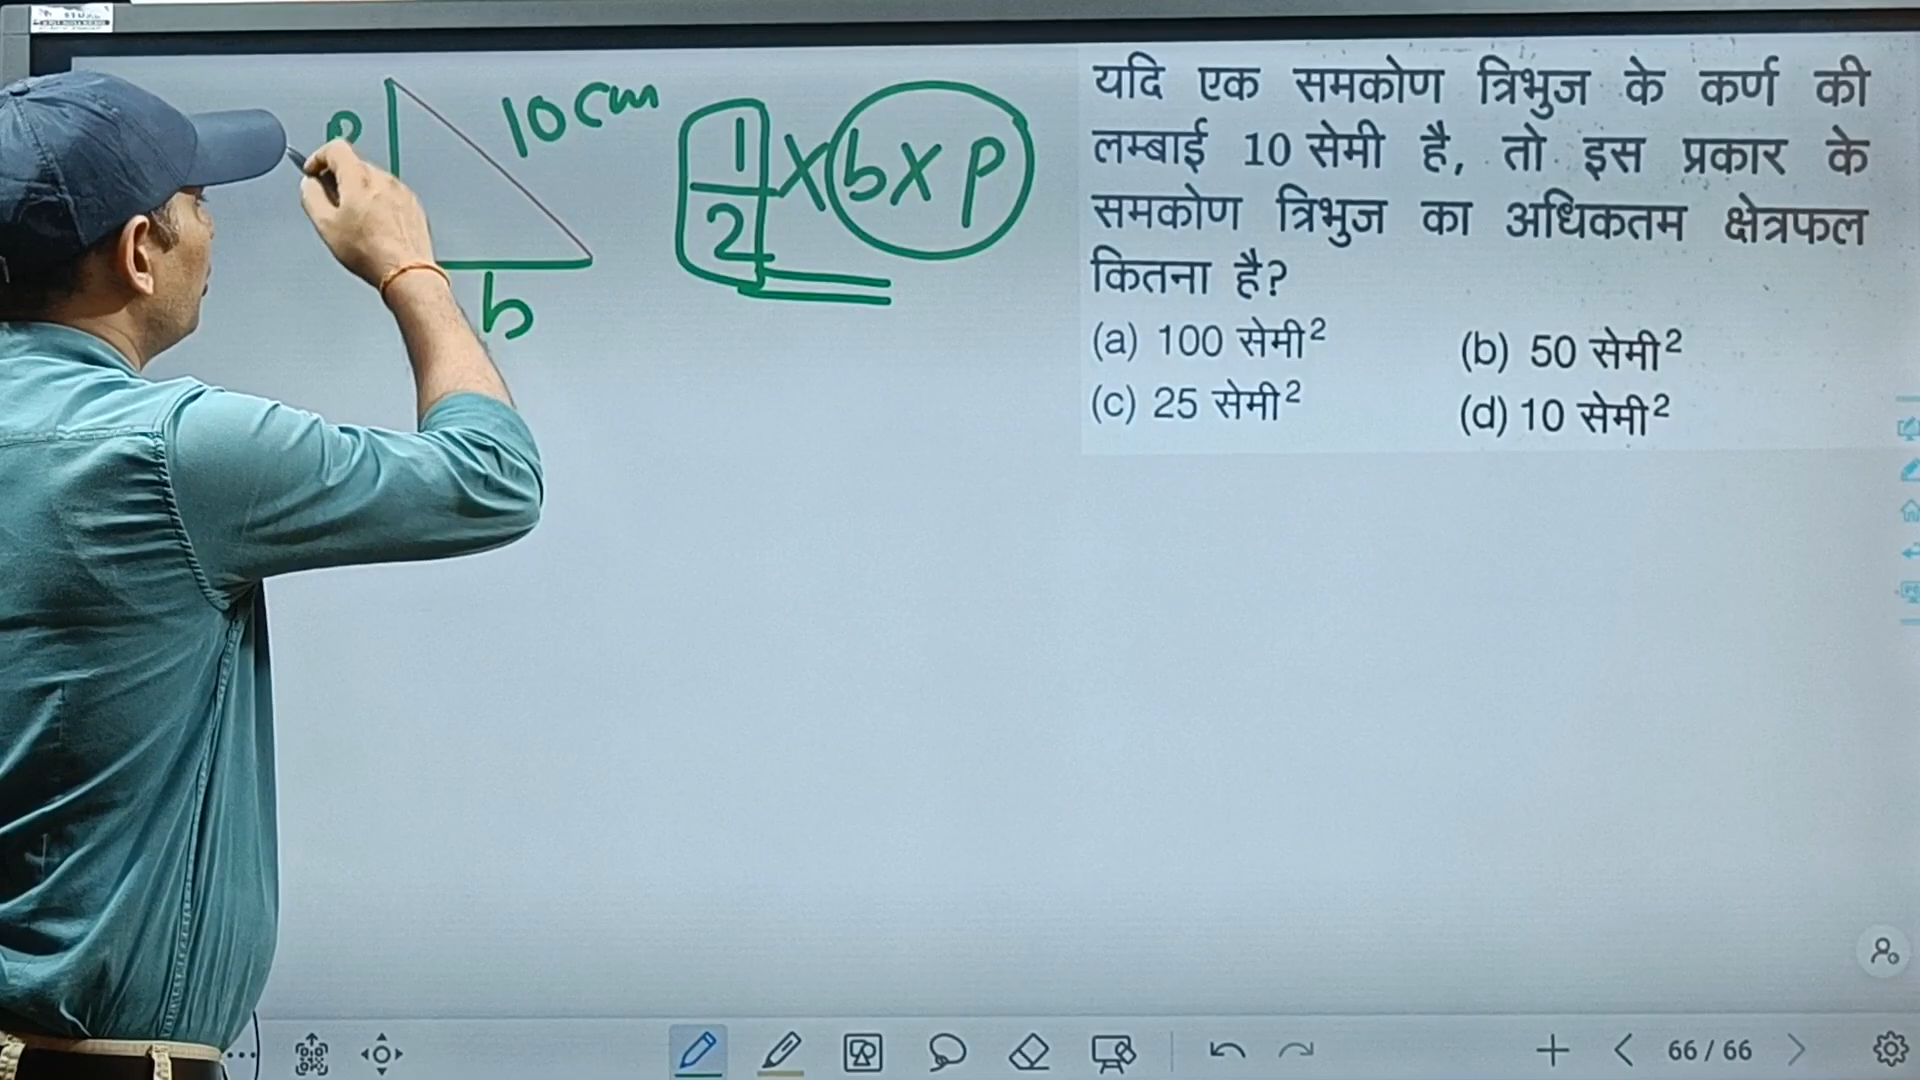 10 cm
1
2
× b × p
b
यदि एक समकोण त्रिभुज के कर्ण की
लम्बाई 10 सेमी है, तो इस प्रकार के
समकोण त्रिभुज का अधिकतम क्षेत्रफल
कितना है?
(a) 100 सेमी² (b) 50 सेमी²
(c) 25 सेमी² (d) 10 सेमी²
66 / 66